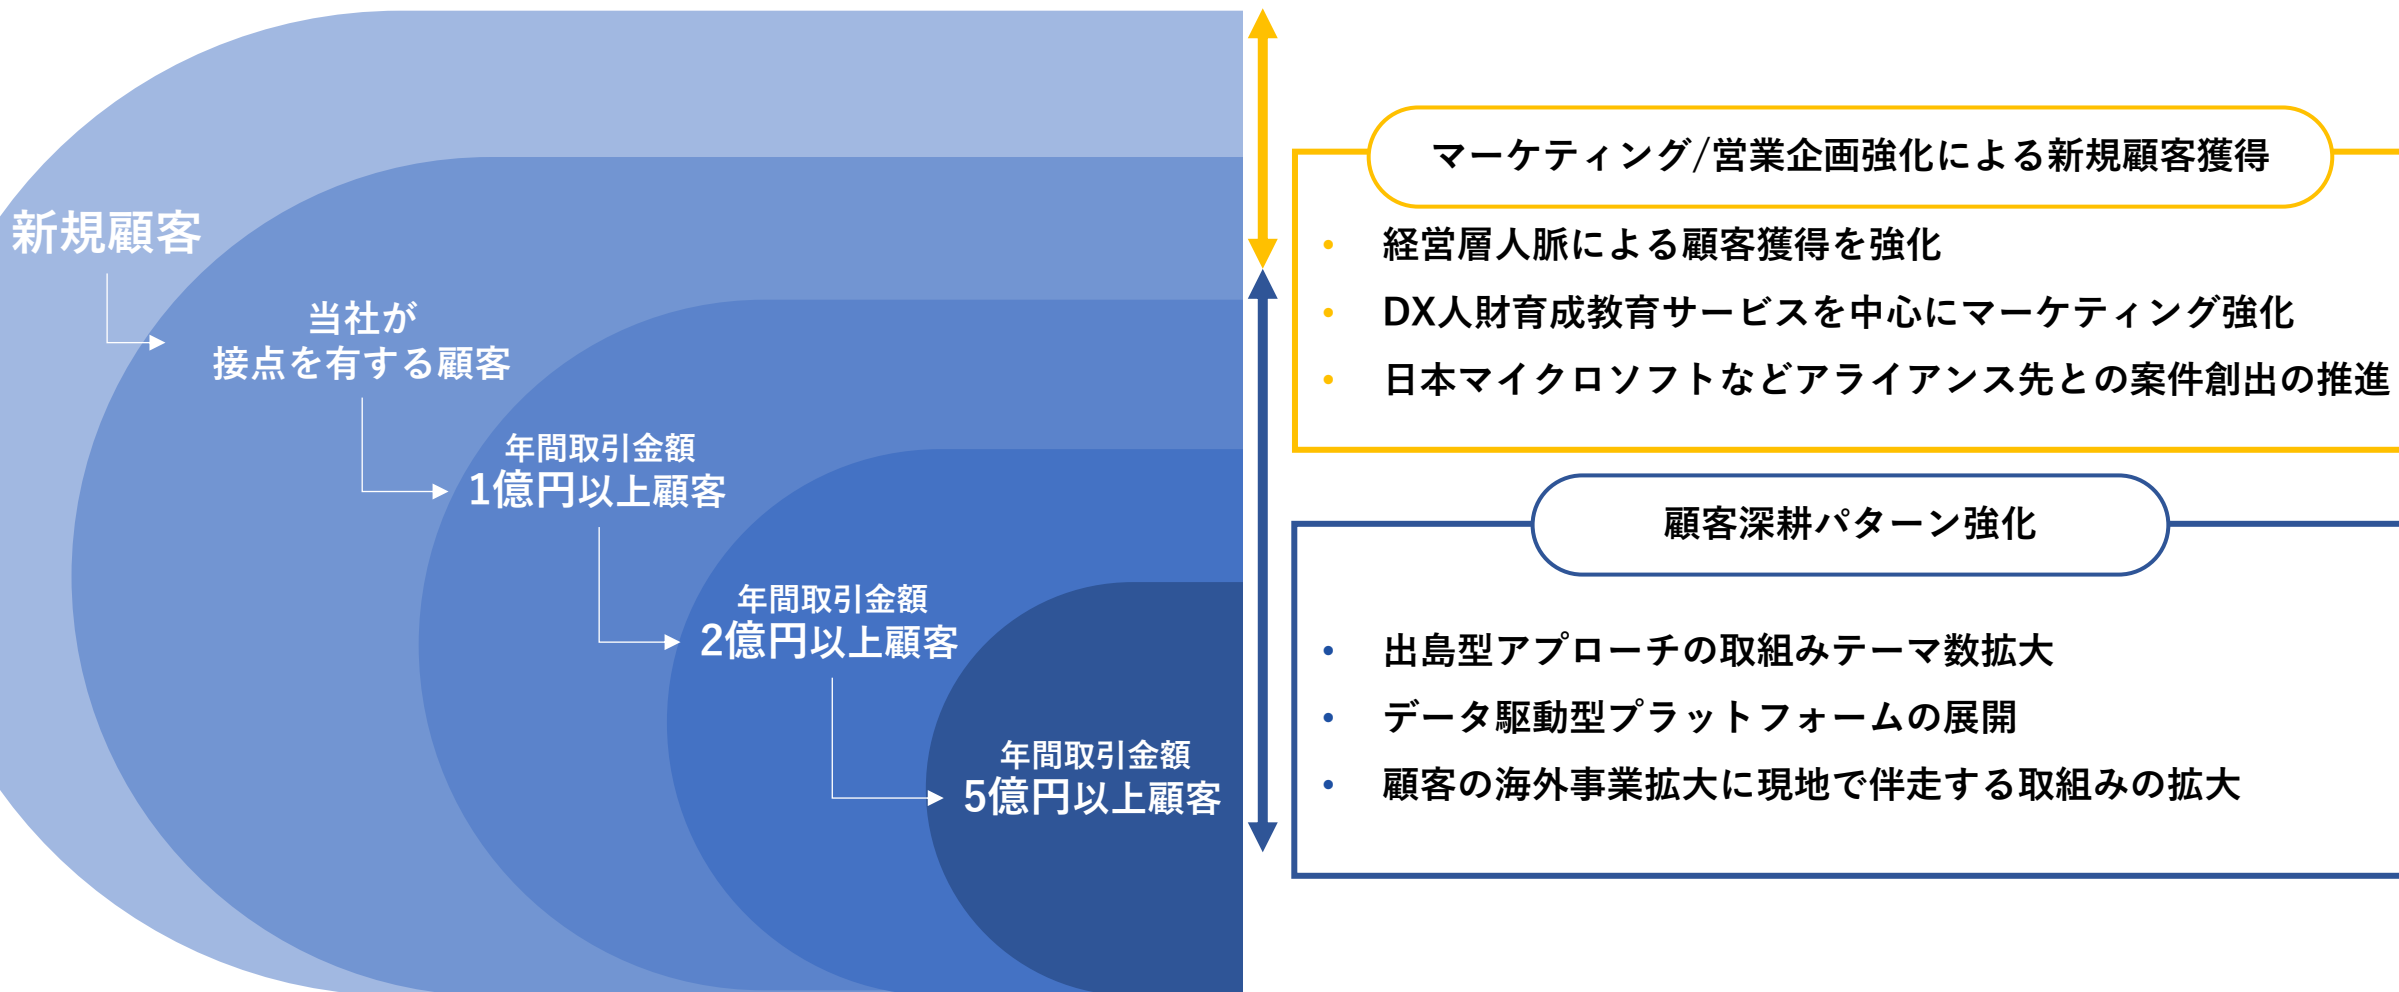 新規顧客
当社が
接点を有する顧客
年間取引金額
1億円以上顧客
年間取引金額
2億円以上顧客
年間取引金額
5億円以上顧客
マーケティング/営業企画強化による新規顧客獲得
• 経営層人脈による顧客獲得を強化
• DX人財育成教育サービスを中心にマーケティング強化
• 日本マイクロソフトなどアライアンス先との案件創出の推進
顧客深耕パターン強化
• 出島型アプローチの取組みテーマ数拡大
• データ駆動型プラットフォームの展開
• 顧客の海外事業拡大に現地で伴走する取組みの拡大